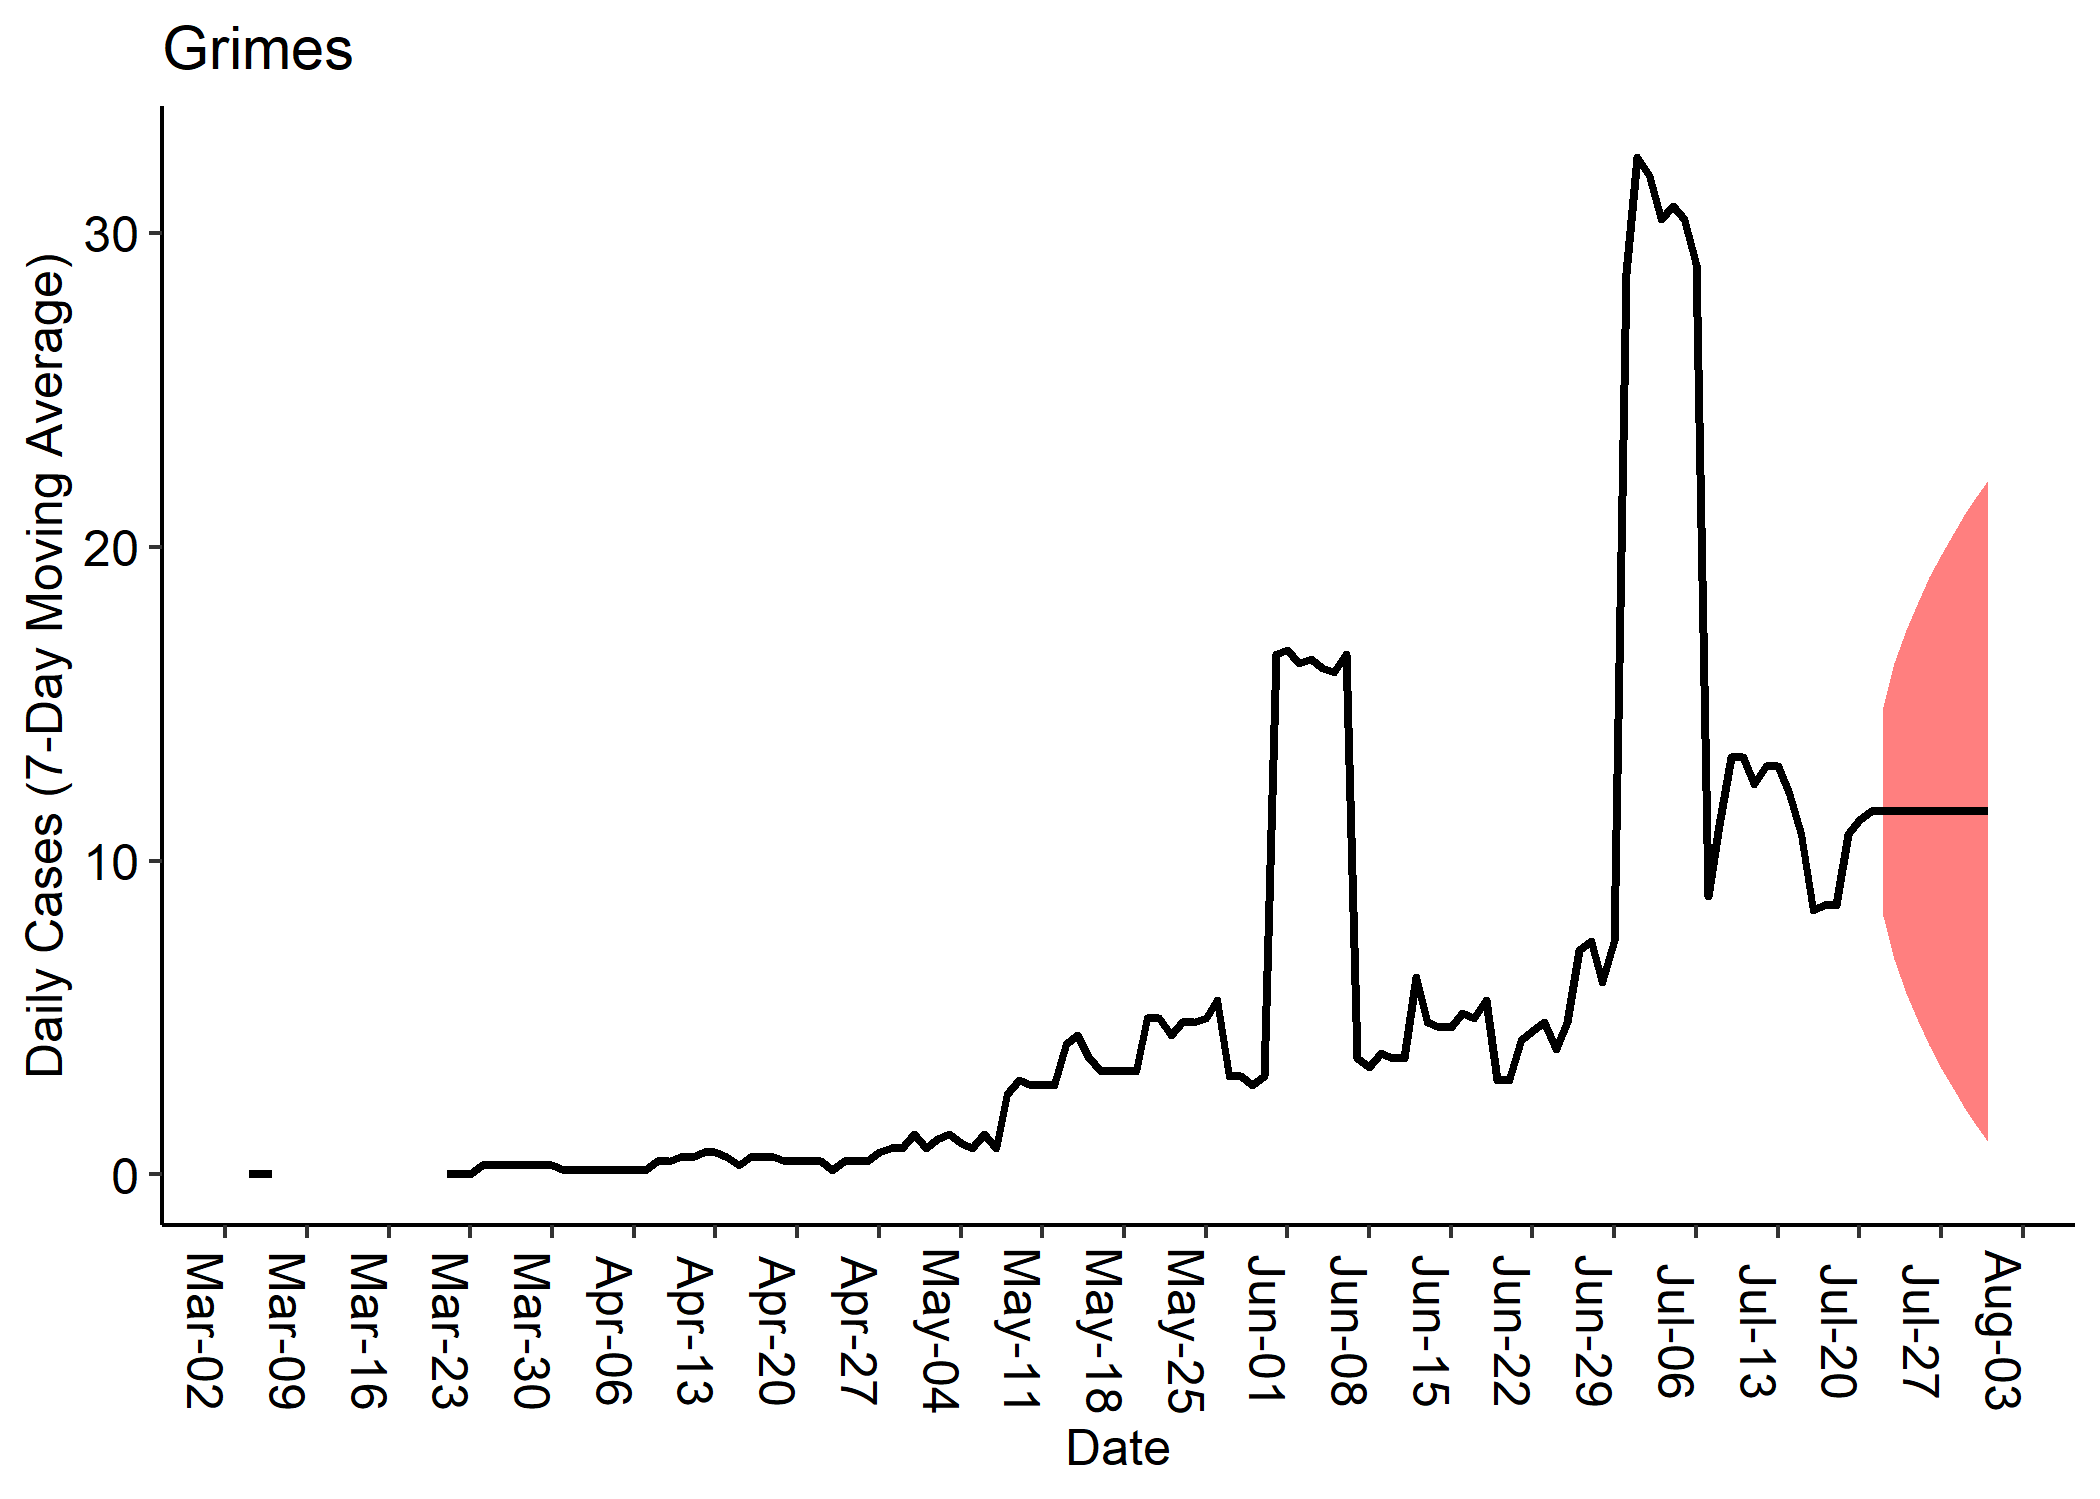 Grimes
Daily Cases (7-Day Moving Average)
30
20
10
0
Mar-02
Mar-09
Mar-16
Mar-23
Mar-30
Apr-06
Apr-13
Apr-20
Apr-27
May-04
May-11
May-18
May-25
Jun-01
Jun-08
Jun-15
Jun-22
Jun-29
Jul-06
Jul-13
Jul-20
Jul-27
Aug-03
Date